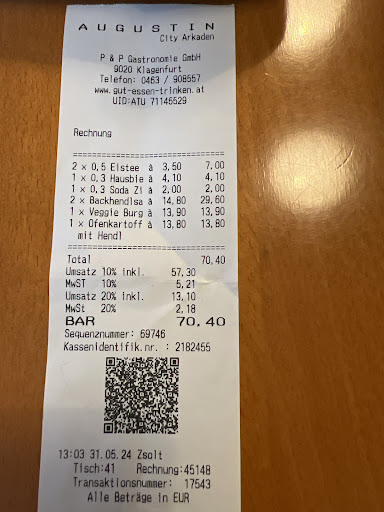 AUGUSTIN
City Arkaden
P & P Gastronomie GmbH
9020 Klagenfurt
Telefon: 0463 / 908557
www.gut-essen-trinken.at
UID:ATU 71145529
Rechnung
2 x 0,5 Eistee à 3,50 7,00
1 x 0,3 Hausbie à 4,10 4,10
1 x 0,3 Soda Zi à 2,00 2,00
2 x Backhendlsa à 14,80 29,60
1 x Veggie Burg à 13,90 13,90
1 x Ofenkartoff à 13,80 13,80
mit Hendl
Total 70,40
Umsatz 10% inkl. 57,30
MwST 10% 5,21
Umsatz 20% inkl. 13,10
MwSt 20% 2,18
BAR 70,40
Sequenznummer: 69746
Kassenidentifik.nr. : 2182455
13:03 31.05.24 Zsolt
Tisch:41 Rechnung:45148
Transaktionsnummer: 17543
Alle Beträge in EUR